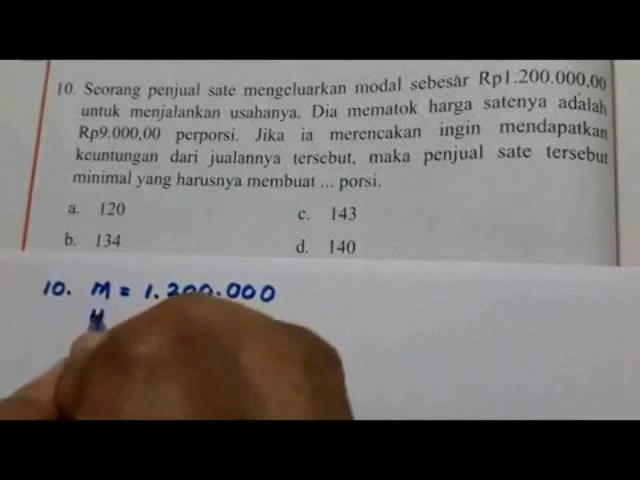 10. Seorang penjual sate mengeluarkan modal sebesar Rp1.200.000,00
untuk menjalankan usahanya. Dia mematok harga satenya adalah
Rp9.000,00 perporsi. Jika ia merencakan ingin mendapatkan
keuntungan dari jualannya tersebut, maka penjual sate tersebut
minimal yang harusnya membuat ... porsi.
a. 120
c. 143
b. 134
d. 140
10. M = 1.200.000
H